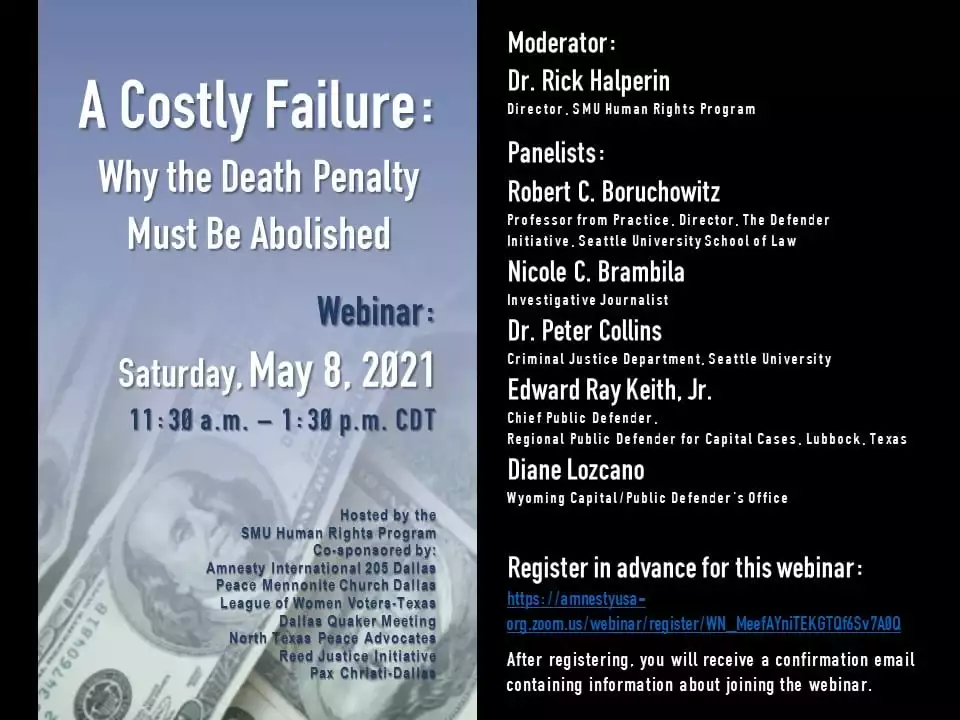 A Costly Failure:
Why the Death Penalty
Must Be Abolished
Webinar:
Saturday, May 8, 2021
11:30 a.m. – 1:30 p.m. CDT
Hosted by the
SMU Human Rights Program
Co-sponsored by:
Amnesty International 205 Dallas
Peace Mennonite Church Dallas
League of Women Voters-Texas
Dallas Quaker Meeting
North Texas Peace Advocates
Reed Justice Initiative
Pax Christi-Dallas
Moderator:
Dr. Rick Halperin
Director, SMU Human Rights Program
Panelists:
Robert C. Boruchowitz
Professor from Practice, Director, The Defender
Initiative, Seattle University School of Law
Nicole C. Brambila
Investigative Journalist
Dr. Peter Collins
Criminal Justice Department, Seattle University
Edward Ray Keith, Jr.
Chief Public Defender,
Regional Public Defender for Capital Cases, Lubbock, Texas
Diane Lozcano
Wyoming Capital/Public Defender's Office
Register in advance for this webinar:
https://amnestyusa-
org.zoom.us/webinar/register/WN_MeefAYniTEKGTQf6Sv7A0Q
After registering, you will receive a confirmation email
containing information about joining the webinar.